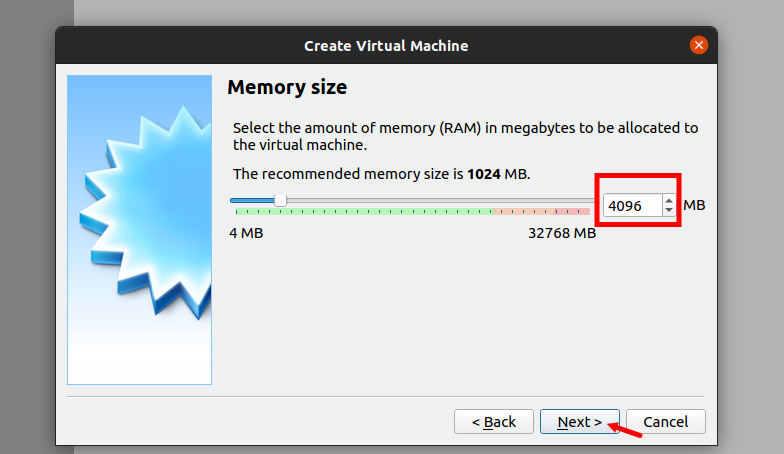 Create Virtual Machine
Memory size
Select the amount of memory (RAM) in megabytes to be allocated to
the virtual machine.
The recommended memory size is 1024 MB.
4096 MB
4 MB 32768 MB
< Back Next > Cancel